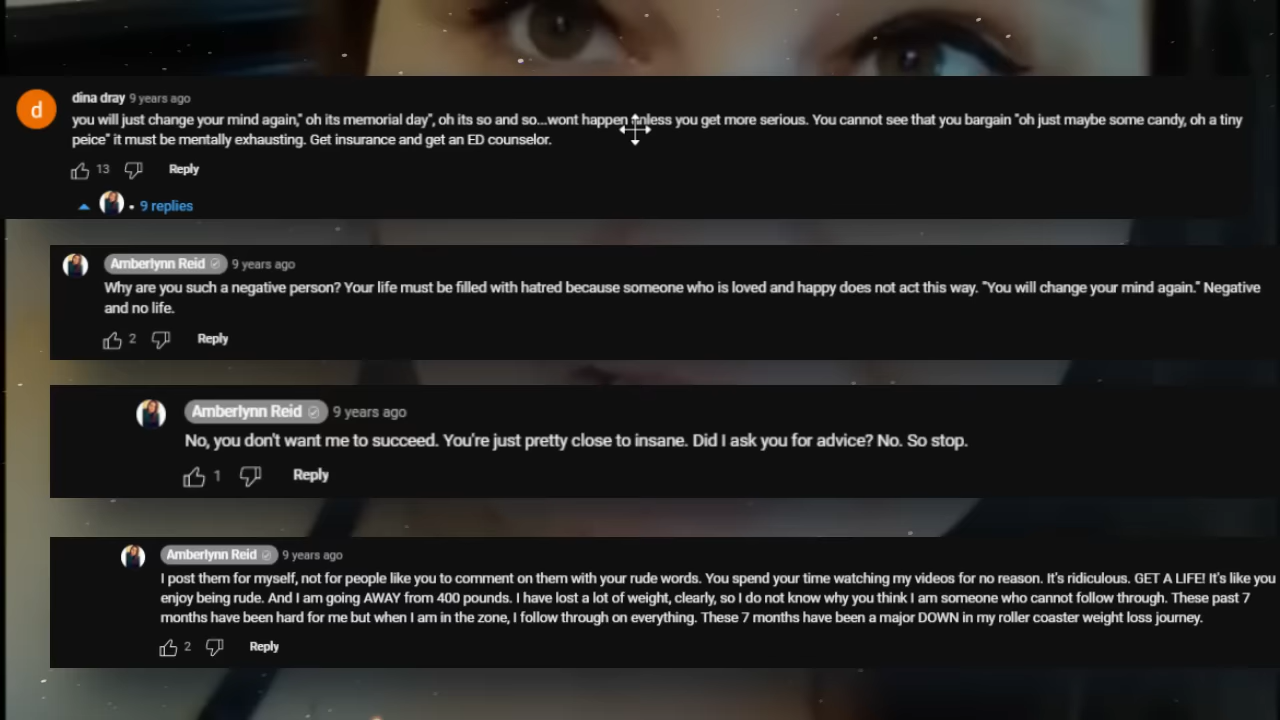 d
dina dray 9 years ago
you will just change your mind again," oh its memorial day", oh its so and so...wont happen unless you get more serious. You cannot see that you bargain "oh just maybe some candy, oh a tiny
peice" it must be mentally exhausting. Get insurance and get an ED counselor.
13 Reply
• 9 replies
Amberlynn Reid 9 years ago
Why are you such a negative person? Your life must be filled with hatred because someone who is loved and happy does not act this way. "You will change your mind again." Negative
and no life.
2 Reply
Amberlynn Reid 9 years ago
No, you don't want me to succeed. You're just pretty close to insane. Did I ask you for advice? No. So stop.
1 Reply
Amberlynn Reid 9 years ago
I post them for myself, not for people like you to comment on them with your rude words. You spend your time watching my videos for no reason. It's ridiculous. GET A LIFE! It's like you
enjoy being rude. And I am going AWAY from 400 pounds. I have lost a lot of weight, clearly, so I do not know why you think I am someone who cannot follow through. These past 7
months have been hard for me but when I am in the zone, I follow through on everything. These 7 months have been a major DOWN in my roller coaster weight loss journey.
2 Reply